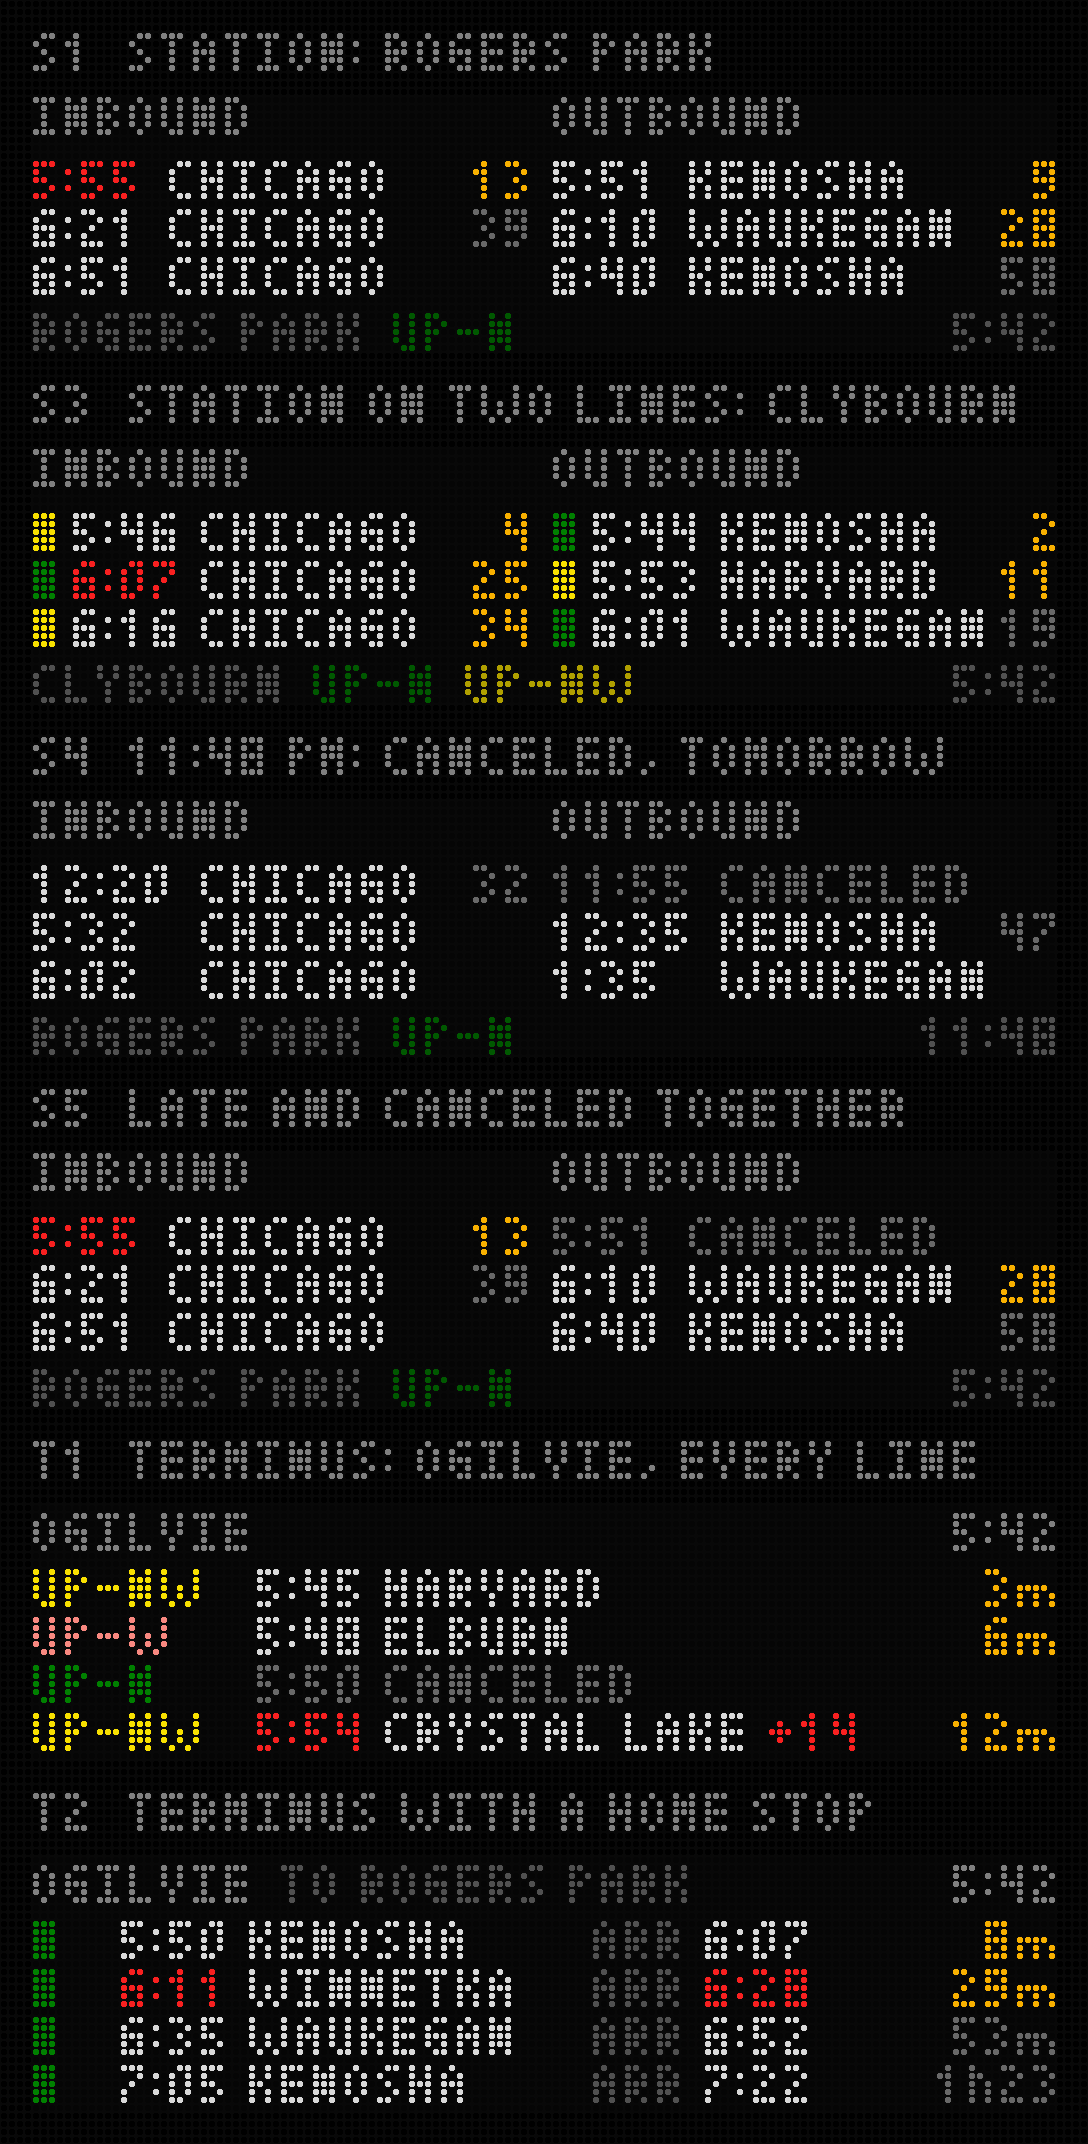 S1 STATION: ROGERS PARK
INBOUND OUTBOUND
5:55 CHICAGO 13 5:51 KENOSHA 9
6:21 CHICAGO 39 6:10 WAUKEGAN 28
6:51 CHICAGO 6:40 KENOSHA 58
ROGERS PARK UP-N 5:42
S3 STATION ON TWO LINES: CLYBOURN
INBOUND OUTBOUND
5:46 CHICAGO 4 5:44 KENOSHA 2
6:07 CHICAGO 25 5:53 HARVARD 11
6:16 CHICAGO 34 6:01 WAUKEGAN 19
CLYBOURN UP-N UP-NW 5:42
S4 11:48 PM: CANCELED, TOMORROW
INBOUND OUTBOUND
12:20 CHICAGO 32 11:55 CANCELED
5:32 CHICAGO 12:35 KENOSHA 47
6:02 CHICAGO 1:35 WAUKEGAN
ROGERS PARK UP-N 11:48
S5 LATE AND CANCELED TOGETHER
INBOUND OUTBOUND
5:55 CHICAGO 13 5:51 CANCELED
6:21 CHICAGO 39 6:10 WAUKEGAN 28
6:51 CHICAGO 6:40 KENOSHA 58
ROGERS PARK UP-N 5:42
T1 TERMINUS: OGILVIE, EVERY LINE
OGILVIE 5:42
UP-NW 5:45 HARVARD 3m
UP-W 5:48 ELBURN 6m
UP-N 5:50 CANCELED
UP-NW 5:54 CRYSTAL LAKE +14 12m
T2 TERMINUS WITH A HOME STOP
OGILVIE TO ROGERS PARK 5:42
5:50 KENOSHA ARR 6:07 8m
6:11 WINNETKA ARR 6:28 29m
6:35 WAUKEGAN ARR 6:52 53m
7:05 KENOSHA ARR 7:22 1h23